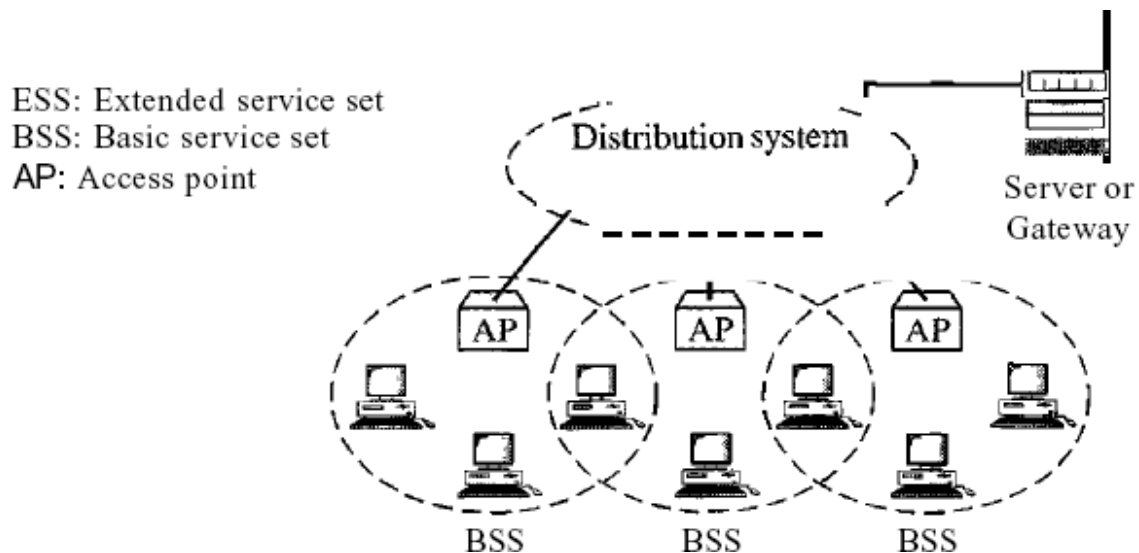 ESS: Extended service set
BSS: Basic service set
AP: Access point
Distribution system
Server or
Gateway
AP
AP
AP
BSS
BSS
BSS